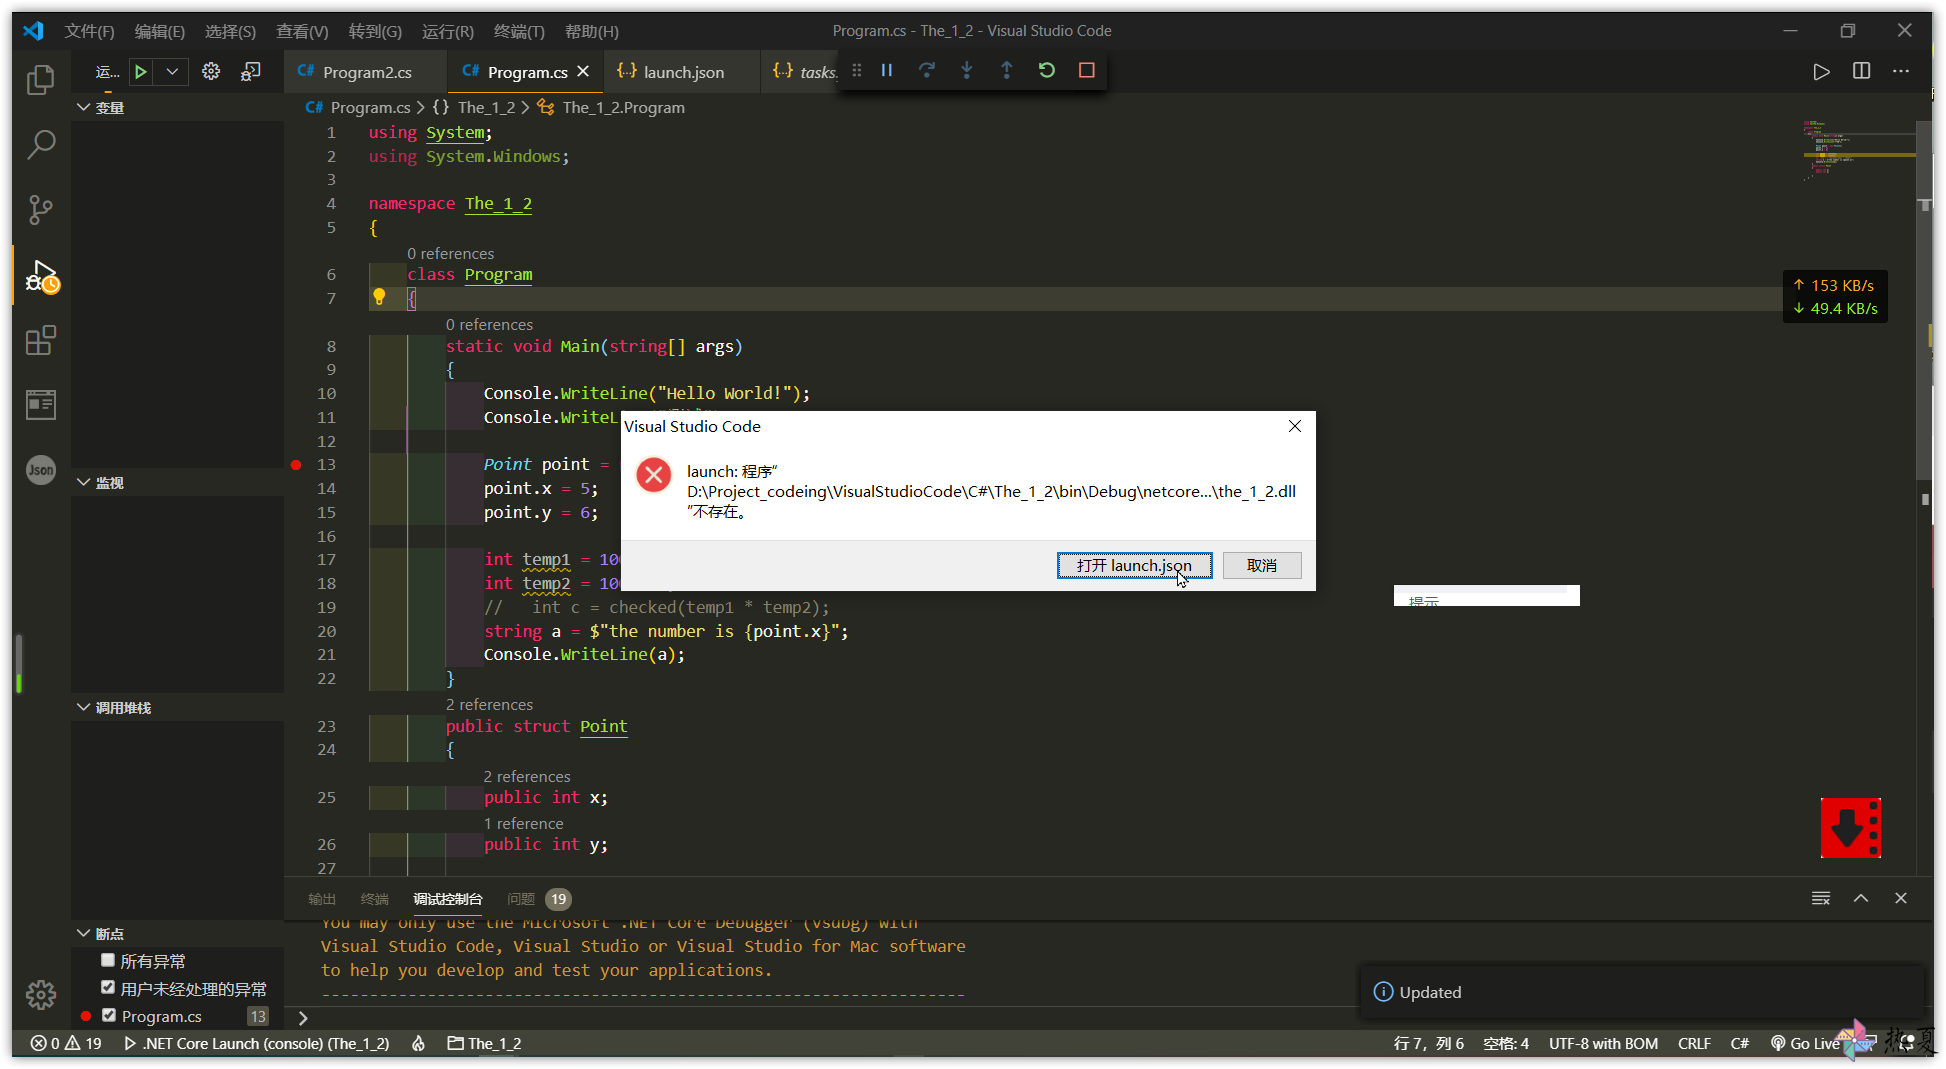 文件(F) 编辑(E) 选择(S) 查看(V) 转到(G) 运行(R) 终端(T) 帮助(H)
Program.cs - The_1_2 - Visual Studio Code
运...
C# Program2.cs
C# Program.cs
{..} launch.json
{..} tasks.
变量
C# Program.cs > {} The_1_2 > The_1_2.Program
1 using System;
2 using System.Windows;
3
4 namespace The_1_2
5 {
0 references
6 class Program
7 {
0 references
8 static void Main(string[] args)
9 {
10 Console.WriteLine("Hello World!");
11 Console.WriteL
12
13 Point point =
14 point.x = 5;
15 point.y = 6;
16
17 int temp1 = 10
18 int temp2 = 10
19 //   int c = checked(temp1 * temp2);
20 string a = $"the number is {point.x}";
21 Console.WriteLine(a);
22 }
2 references
23 public struct Point
24 {
2 references
25 public int x;
1 reference
26 public int y;
27
↑ 153 KB/s
↓ 49.4 KB/s
Json
Visual Studio Code
launch: 程序“
D:\Project_codeing\VisualStudioCode\C#\The_1_2\bin\Debug\netcore...\the_1_2.dll
”不存在。
打开 launch.json
取消
提示
监视
调用堆栈
断点
所有异常
用户未经处理的异常
Program.cs 13
输出 终端 调试控制台 问题 19
You may only use the Microsoft .NET Core Debugger (vsdbg) with
Visual Studio Code, Visual Studio or Visual Studio for Mac software
to help you develop and test your applications.
-------------------------------------------------------------------
>
Updated
0 19 .NET Core Launch (console) (The_1_2) The_1_2
行 7，列 6 空格: 4 UTF-8 with BOM CRLF C# Go Live
热夏